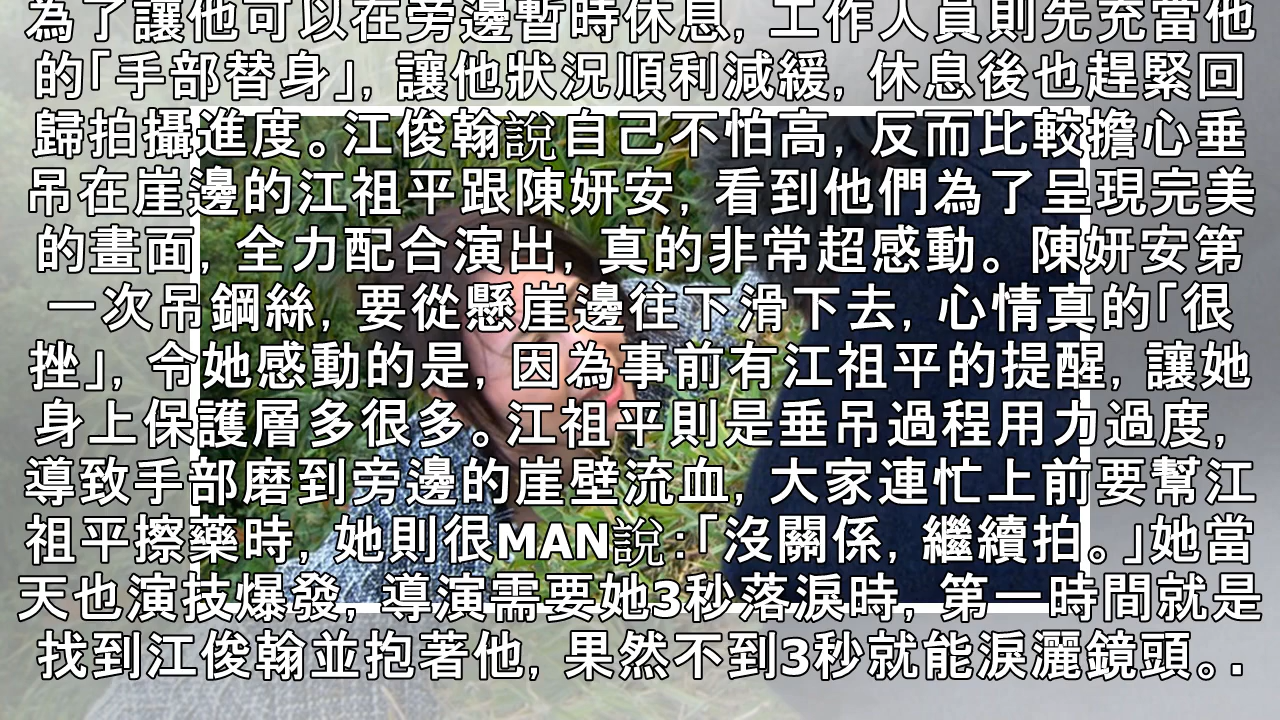 為了讓他可以在旁邊暫時休息, 工作人員則先充當他
的「手部替身」, 讓他狀況順利減緩, 休息後也趕緊回
歸拍攝進度。江俊翰說自己不怕高, 反而比較擔心垂
吊在崖邊的江祖平跟陳妍安, 看到他們為了呈現完美
的畫面, 全力配合演出, 真的非常超感動。陳妍安第
一次吊鋼絲, 要從懸崖邊往下滑下去, 心情真的「很
挫」, 令她感動的是, 因為事前有江祖平的提醒, 讓她
身上保護層多很多。江祖平則是垂吊過程用力過度,
導致手部磨到旁邊的崖壁流血, 大家連忙上前要幫江
祖平擦藥時, 她則很MAN說:「沒關係, 繼續拍。」她當
天也演技爆發, 導演需要她3秒落淚時, 第一時間就是
找到江俊翰並抱著他, 果然不到3秒就能淚灑鏡頭。.